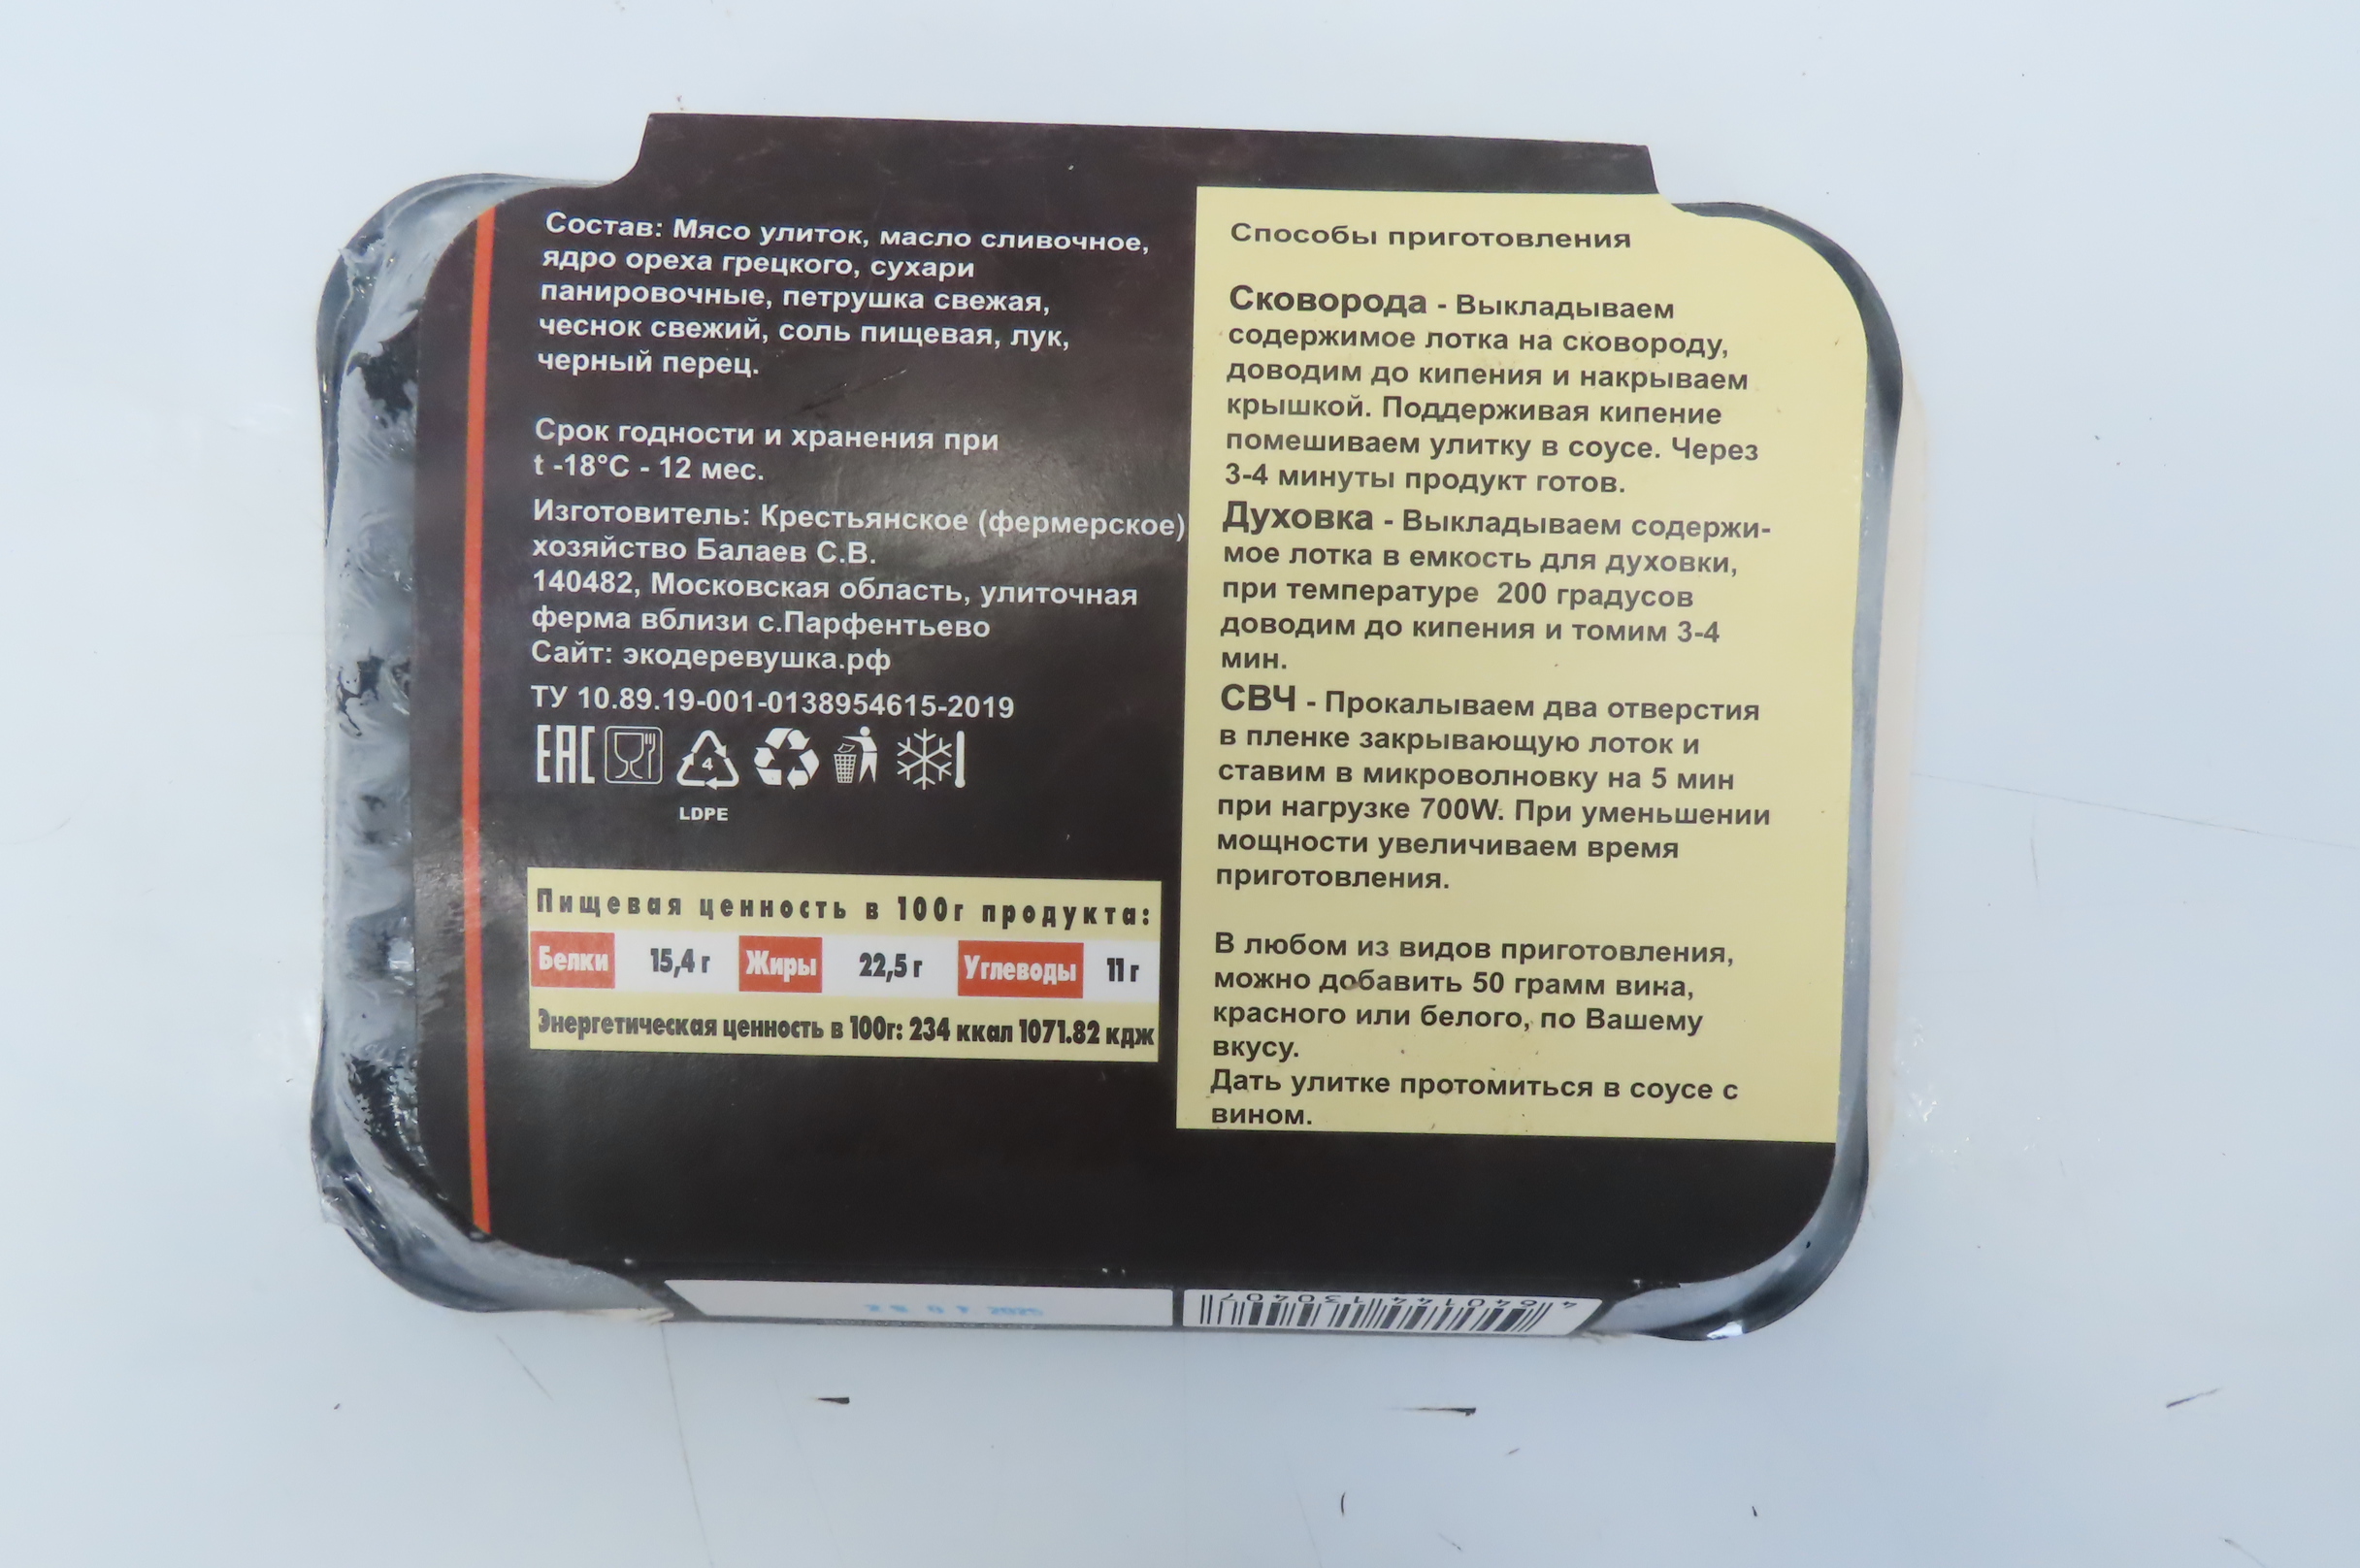 Состав: Мясо улиток, масло сливочное,
ядро ореха грецкого, сухари
панировочные, петрушка свежая,
чеснок свежий, соль пищевая, лук,
черный перец.
Срок годности и хранения при
t -18°C - 12 мес.
Изготовитель: Крестьянское (фермерское)
хозяйство Балаев С.В.
140482, Московская область, улиточная
ферма вблизи с.Парфентьево
Сайт: экодеревушка.рф
ТУ 10.89.19-001-0138954615-2019
EAC
4
LDPE
Пищевая ценность в 100г продукта:
Белки 15,4 г Жиры 22,5 г Углеводы 11 г
Энергетическая ценность в 100г: 234 ккал 1071.82 кдж
Способы приготовления
Сковорода - Выкладываем
содержимое лотка на сковороду,
доводим до кипения и накрываем
крышкой. Поддерживая кипение
помешиваем улитку в соусе. Через
3-4 минуты продукт готов.
Духовка - Выкладываем содержи-
мое лотка в емкость для духовки,
при температуре 200 градусов
доводим до кипения и томим 3-4
мин.
СВЧ - Прокалываем два отверстия
в пленке закрывающую лоток и
ставим в микроволновку на 5 мин
при нагрузке 700W. При уменьшении
мощности увеличиваем время
приготовления.
В любом из видов приготовления,
можно добавить 50 грамм вина,
красного или белого, по Вашему
вкусу.
Дать улитке протомиться в соусе с
вином.
4 640144 130407